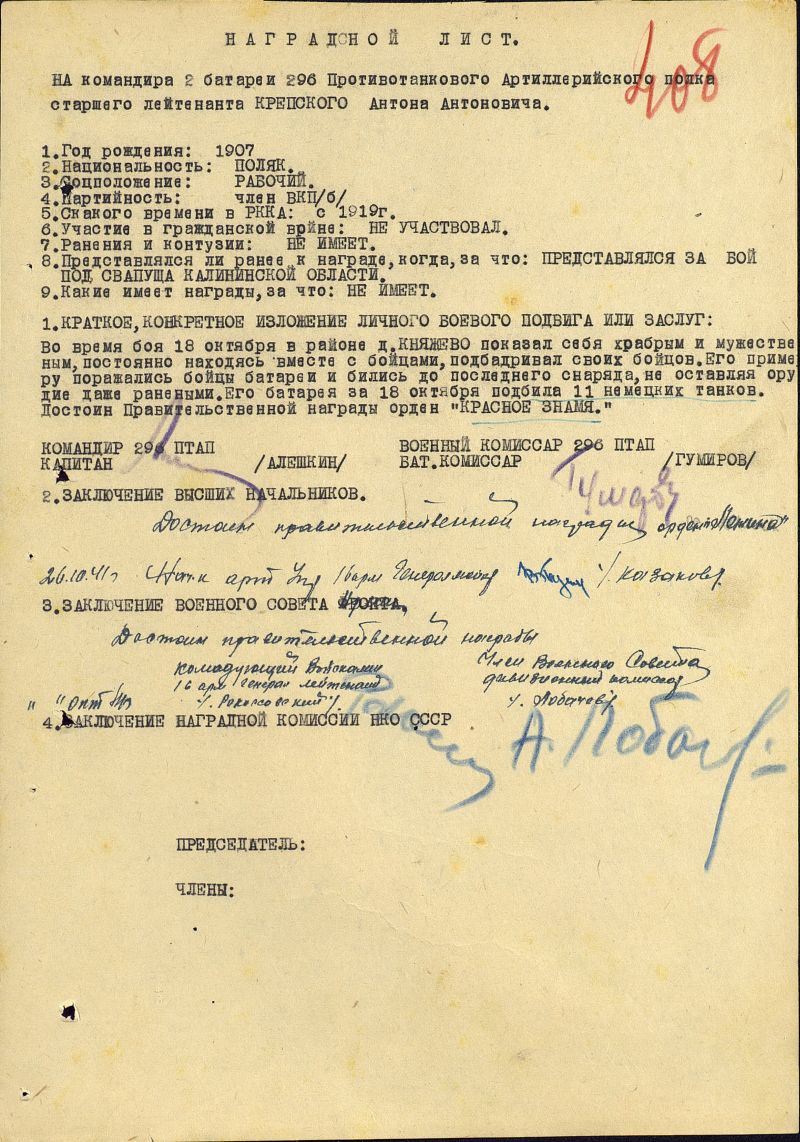 НАГРАДНОЙ ЛИСТ.
408
НА командира 2 батареи 296 Противотанкового Артиллерийского полка
старшего лейтенанта КРЕПСКОГО Антона Антоновича.
1.Год рождения: 1907
2.Национальность: ПОЛЯК.
3.Соцположение: РАБОЧИЙ.
4.Партийность: член ВКП/б/
5.Скакого времени в РККА: с 1919г.
6.Участие в гражданской врйне: НЕ УЧАСТВОВАЛ.
7.Ранения и контузии: НЕ ИМЕЕТ.
8.Представлялся ли ранее к награде,когда,за что: ПРЕДСТАВЛЯЛСЯ ЗА БОЙ
ПОД СВАПУЩА КАЛИНИНСКОЙ ОБЛАСТИ.
9.Какие имеет награды,за что: НЕ ИМЕЕТ.
1.КРАТКОЕ,КОНКРЕТНОЕ ИЗЛОЖЕНИЕ ЛИЧНОГО БОЕВОГО ПОДВИГА ИЛИ ЗАСЛУГ:
Во время боя 18 октября в районе д.КНЯЖЕВО показал себя храбрым и мужестве
ным,постоянно находясь вместе с бойцами,подбадривал своих бойцов.Его приме
ру поражались бойцы батареи и бились до последнего снаряда,не оставляя ору
дие даже ранеными.Его батарея за 18 октября подбила 11 немецких танков.
Достоин Правительственной награды орден "КРАСНОЕ ЗНАМЯ."
КОМАНДИР 296 ПТАП ВОЕННЫЙ КОМИССАР 296 ПТАП
КАПИТАН /АЛЕШКИН/ БАТ.КОМИССАР /ГУМИРОВ/
2.ЗАКЛЮЧЕНИЕ ВЫСШИХ НАЧАЛЬНИКОВ.
Достоин правительственной награды орден "Ленина"
26.10.41г Нач-к арт 16 арм Генералмайор /Казаков/
3.ЗАКЛЮЧЕНИЕ ВОЕННОГО СОВЕТА Фронта.
Достоин правительственной награды
Командующий Войсками Член Военного Совета
16 арм Генерал лейтенант дивизионный комиссар
/Рокоссовский/ /Лобачев/
4.ЗАКЛЮЧЕНИЕ НАГРАДНОЙ КОМИССИИ НКО СССР
А. Лобачев
ПРЕДСЕДАТЕЛЬ:
ЧЛЕНЫ: